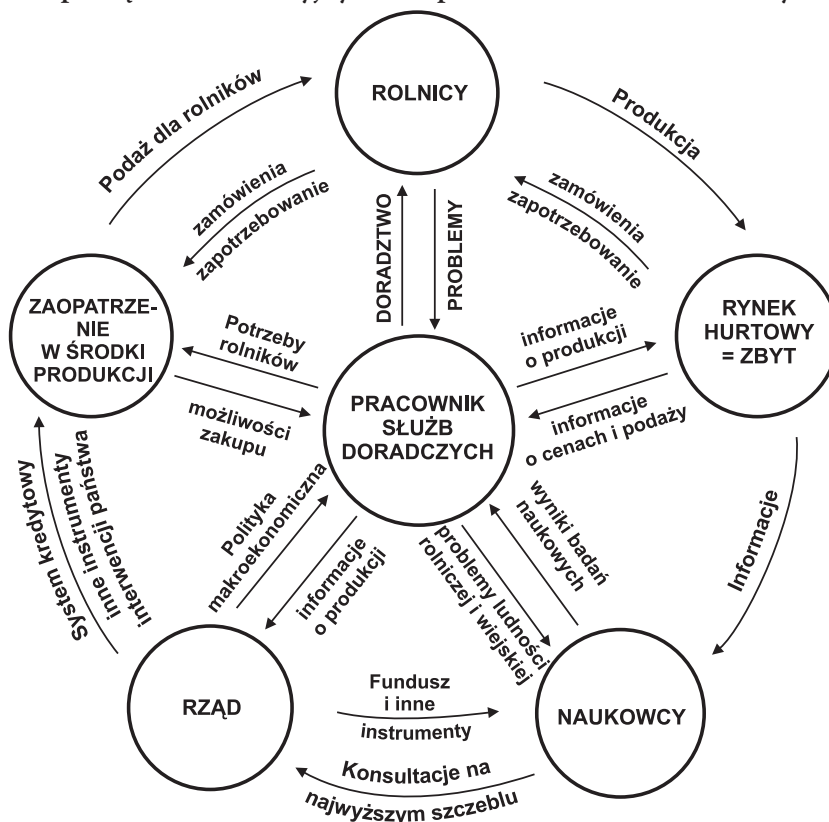 ROLNICY
Podaż dla rolników
Produkcja
zamówienia
zapotrzebowanie
zamówienia
zapotrzebowanie
DORADZTWO
PROBLEMY
ZAOPATRZE-
NIE
W ŚRODKI
PRODUKCJI
RYNEK
HURTOWY
= ZBYT
Potrzeby
rolników
informacje
o produkcji
możliwości
zakupu
PRACOWNIK
SŁUŻB
DORADCZYCH
informacje
o cenach i podaży
System kredytowy
inne instrumenty
interwencji państwa
Polityka
makroekonomiczna
informacje
o produkcji
problemy ludności
rolniczej i wiejskiej
wyniki badań
naukowych
Informacje
RZĄD
Fundusz
i inne
instrumenty
NAUKOWCY
Konsultacje na
najwyższym szczeblu